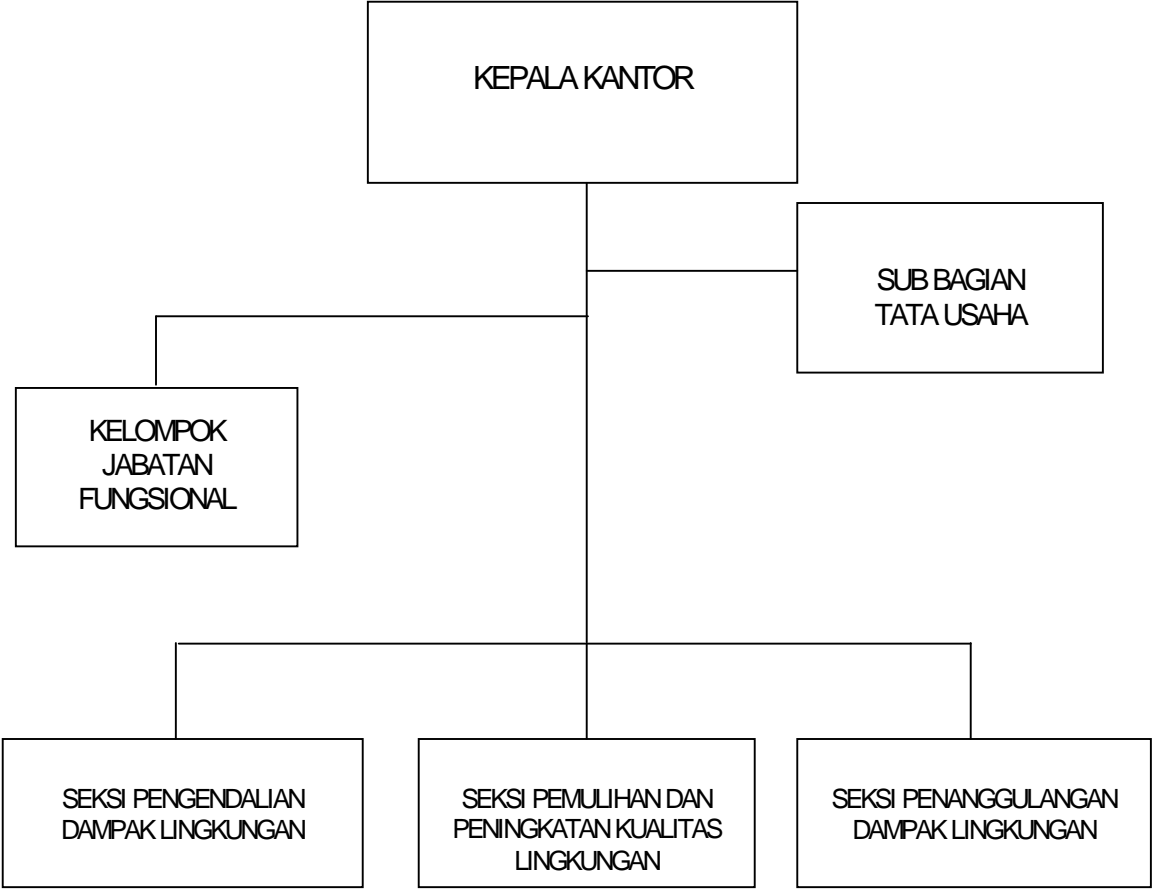 KEPALA KANTOR
SUB BAGIAN
TATA USAHA
KELOMPOK
JABATAN
FUNGSIONAL
SEKSI PENGENDALIAN
DAMPAK LINGKUNGAN
SEKSI PEMULIHAN DAN
PENINGKATAN KUALITAS
LINGKUNGAN
SEKSI PENANGGULANGAN
DAMPAK LINGKUNGAN